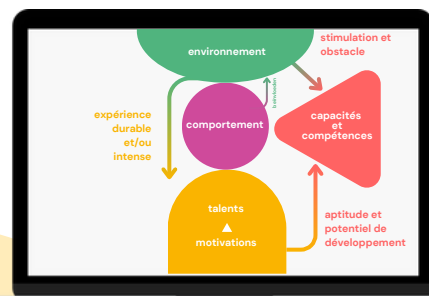 environnement
stimulation et
obstacle
expérience
durable
et/ou
intense
comportement
capacités
et
compétences
talents
motivations
aptitude et
potentiel de
développement